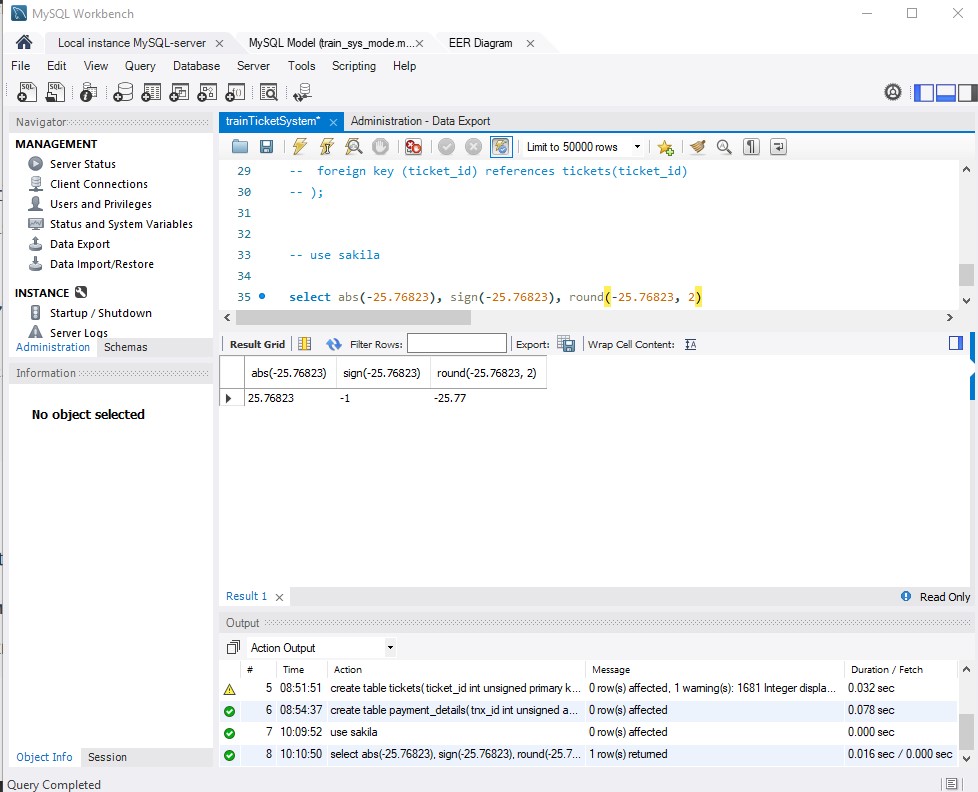 MySQL Workbench
Local instance MySQL-server
MySQL Model (train_sys_mode.m...
EER Diagram
File Edit View Query Database Server Tools Scripting Help
Navigator
MANAGEMENT
Server Status
Client Connections
Users and Privileges
Status and System Variables
Data Export
Data Import/Restore
INSTANCE
Startup / Shutdown
Server Logs
Administration Schemas
Information
No object selected
Object Info Session
trainTicketSystem* Administration - Data Export
Limit to 50000 rows
29 -- foreign key (ticket_id) references tickets(ticket_id)
30 -- );
31
32
33 -- use sakila
34
35 select abs(-25.76823), sign(-25.76823), round(-25.76823, 2)
Result Grid Filter Rows: Export: Wrap Cell Content:
abs(-25.76823) sign(-25.76823) round(-25.76823, 2)
25.76823 -1 -25.77
Result 1 Read Only
Output
Action Output
# Time Action Message Duration / Fetch
5 08:51:51 create table tickets( ticket_id int unsigned primary k... 0 row(s) affected, 1 warning(s): 1681 Integer displa... 0.032 sec
6 08:54:37 create table payment_details( tnx_id int unsigned a... 0 row(s) affected 0.078 sec
7 10:09:52 use sakila 0 row(s) affected 0.000 sec
8 10:10:50 select abs(-25.76823), sign(-25.76823), round(-25.7... 1 row(s) returned 0.016 sec / 0.000 sec
Query Completed